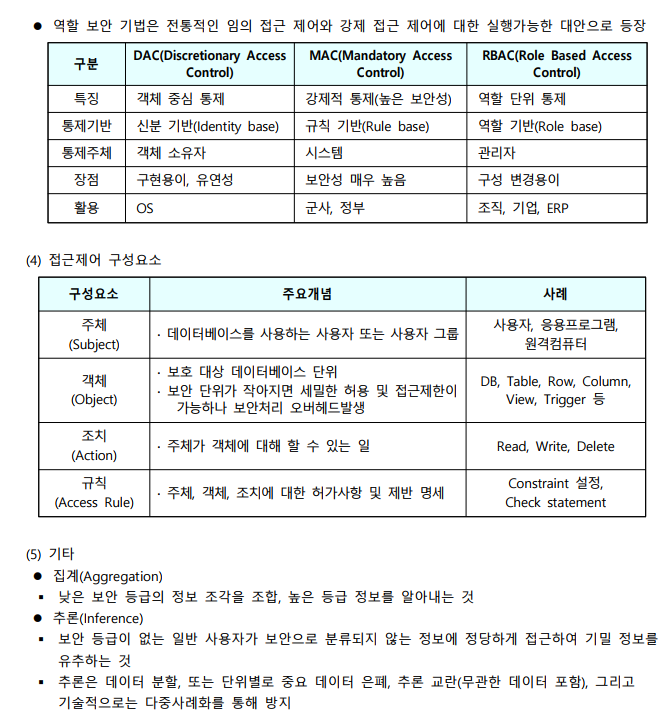 ● 역할 보안 기법은 전통적인 임의 접근 제어와 강제 접근 제어에 대한 실행가능한 대안으로 등장
구분 DAC(Discretionary Access Control) MAC(Mandatory Access Control) RBAC(Role Based Access Control)
특징 객체 중심 통제 강제적 통제(높은 보안성) 역할 단위 통제
통제기반 신분 기반(Identity base) 규칙 기반(Rule base) 역할 기반(Role base)
통제주체 객체 소유자 시스템 관리자
장점 구현용이, 유연성 보안성 매우 높음 구성 변경용이
활용 OS 군사, 정부 조직, 기업, ERP
(4) 접근제어 구성요소
구성요소 주요개념 사례
주체 (Subject) · 데이터베이스를 사용하는 사용자 또는 사용자 그룹 사용자, 응용프로그램, 원격컴퓨터
객체 (Object) · 보호 대상 데이터베이스 단위
· 보안 단위가 작아지면 세밀한 허용 및 접근제한이
가능하나 보안처리 오버헤드발생 DB, Table, Row, Column, View, Trigger 등
조치 (Action) · 주체가 객체에 대해 할 수 있는 일 Read, Write, Delete
규칙 (Access Rule) · 주체, 객체, 조치에 대한 허가사항 및 제반 명세 Constraint 설정, Check statement
(5) 기타
● 집계(Aggregation)
▪ 낮은 보안 등급의 정보 조각을 조합, 높은 등급 정보를 알아내는 것
● 추론(Inference)
▪ 보안 등급이 없는 일반 사용자가 보안으로 분류되지 않는 정보에 정당하게 접근하여 기밀 정보를
유추하는 것
▪ 추론은 데이터 분할, 또는 단위별로 중요 데이터 은폐, 추론 교란(무관한 데이터 포함), 그리고
기술적으로는 다중사례화를 통해 방지